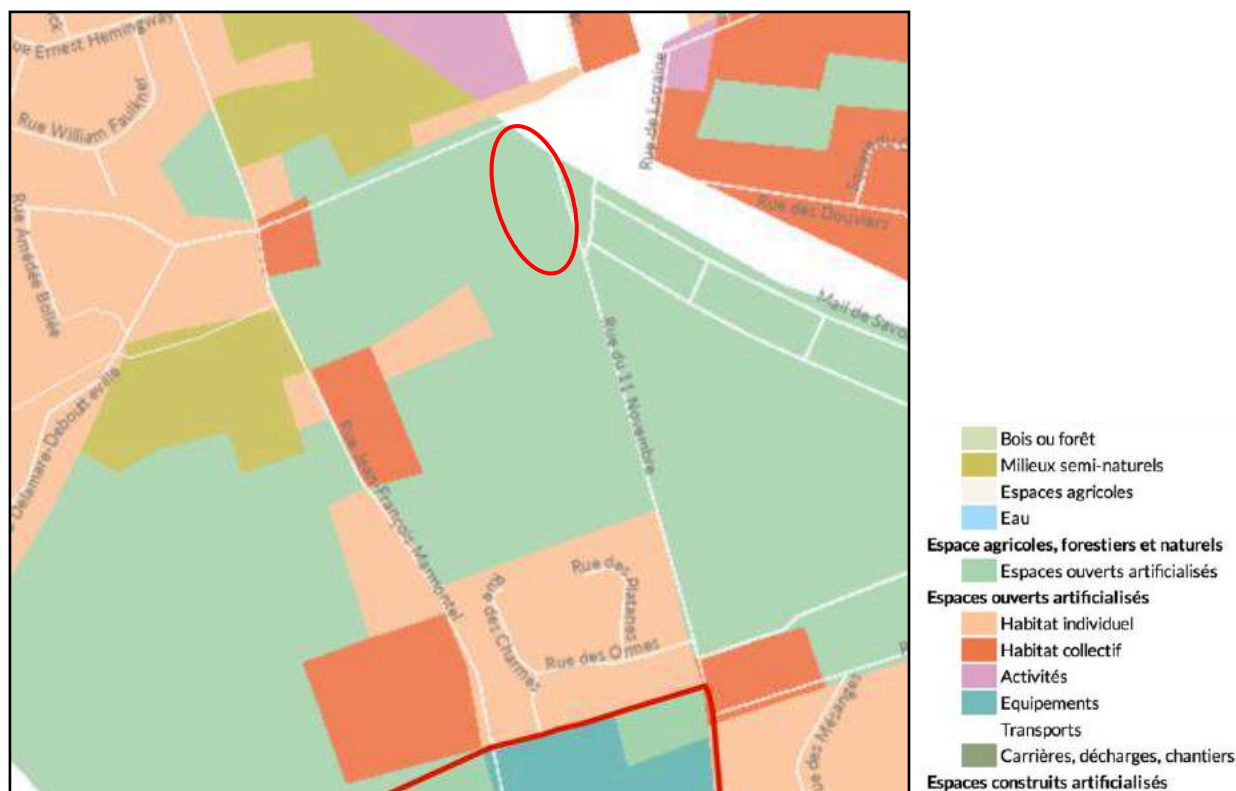 Rue Ernest Hemingway
Rue William Faulkner
Rue Amédée Bollée
Rue de Lorraine
Rue des Douviers
Mail de Savo
Rue du 11 Novembre
Delamare-Deboutteville
Rue Jean-François Marmontel
Rue des Charmes
Rue des Platanes
Rue des Ormes
des Mésanges
Bois ou forêt
Milieux semi-naturels
Espaces agricoles
Eau
Espace agricoles, forestiers et naturels
Espaces ouverts artificialisés
Espaces ouverts artificialisés
Habitat individuel
Habitat collectif
Activités
Equipements
Transports
Carrières, décharges, chantiers
Espaces construits artificialisés